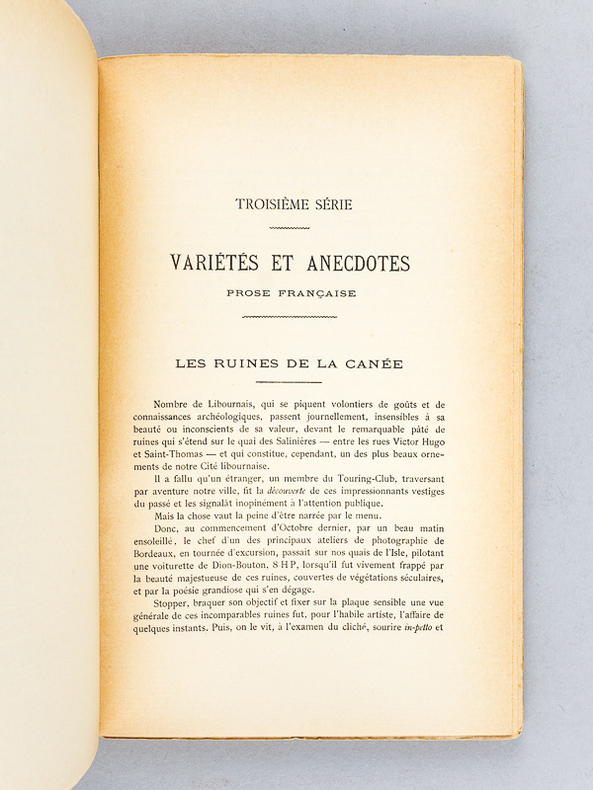 TROISIÈME SÉRIE
VARIÉTÉS ET ANECDOTES
PROSE FRANÇAISE
LES RUINES DE LA CANÉE
Nombre de Libournais, qui se piquent volontiers de goûts et de
connaissances archéologiques, passent journellement, insensibles à sa
beauté ou inconscients de sa valeur, devant le remarquable pâté de
ruines qui s'étend sur le quai des Salinières — entre les rues Victor Hugo
et Saint-Thomas — et qui constitue, cependant, un des plus beaux orne-
ments de notre Cité libournaise.
Il a fallu qu'un étranger, un membre du Touring-Club, traversant
par aventure notre ville, fit la découverte de ces impressionnants vestiges
du passé et les signalât inopinément à l'attention publique.
Mais la chose vaut la peine d'être narrée par le menu.
Donc, au commencement d'Octobre dernier, par un beau matin
ensoleillé, le chef d'un des principaux ateliers de photographie de
Bordeaux, en tournée d'excursion, passait sur nos quais de l'Isle, pilotant
une voiturette de Dion-Bouton, 8 HP, lorsqu'il fut vivement frappé par
la beauté majestueuse de ces ruines, couvertes de végétations séculaires,
et par la poésie grandiose qui s'en dégage.
Stopper, braquer son objectif et fixer sur la plaque sensible une vue
générale de ces incomparables ruines fut, pour l'habile artiste, l'affaire de
quelques instants. Puis, on le vit, à l'examen du cliché, sourire in-petto et